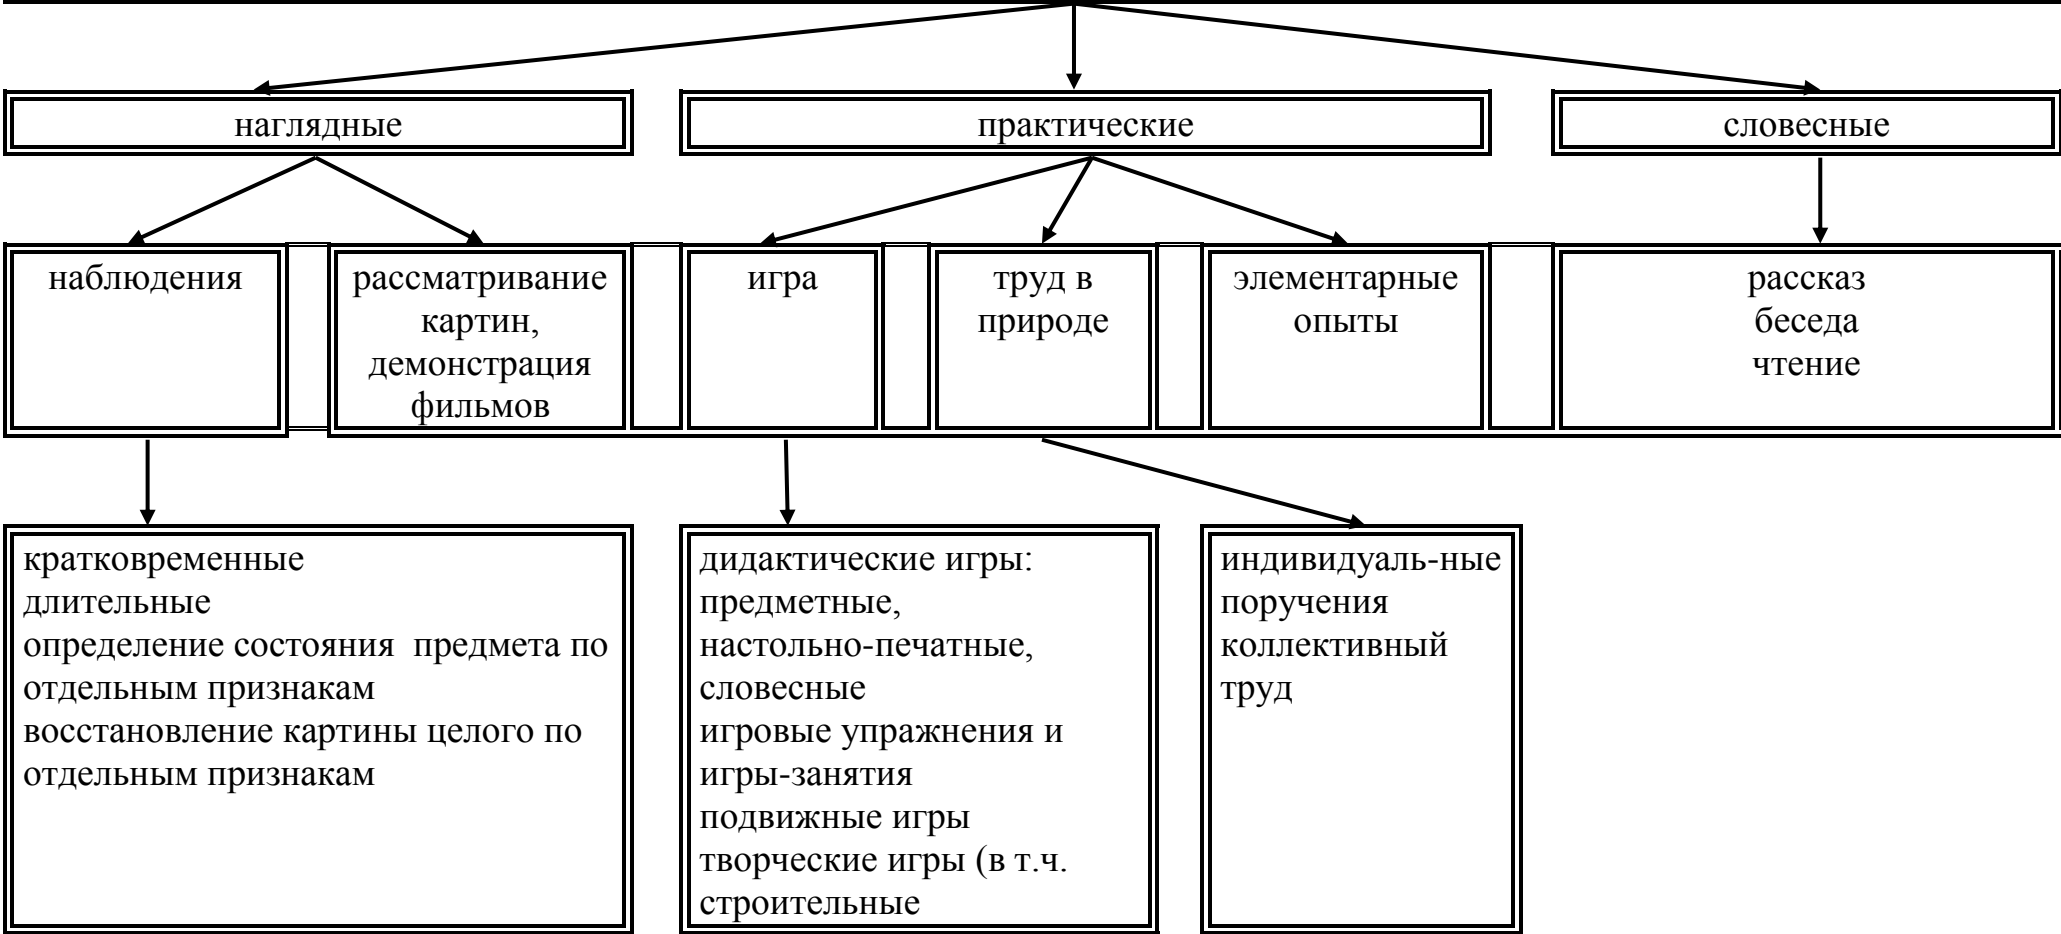 наглядные
практические
словесные
наблюдения
рассматривание
картин,
демонстрация
фильмов
игра
труд в
природе
элементарные
опыты
рассказ
беседа
чтение
кратковременные
длительные
определение состояния  предмета по
отдельным признакам
восстановление картины целого по
отдельным признакам
дидактические игры:
предметные,
настольно-печатные,
словесные
игровые упражнения и
игры-занятия
подвижные игры
творческие игры (в т.ч.
строительные
индивидуаль-ные
поручения
коллективный
труд